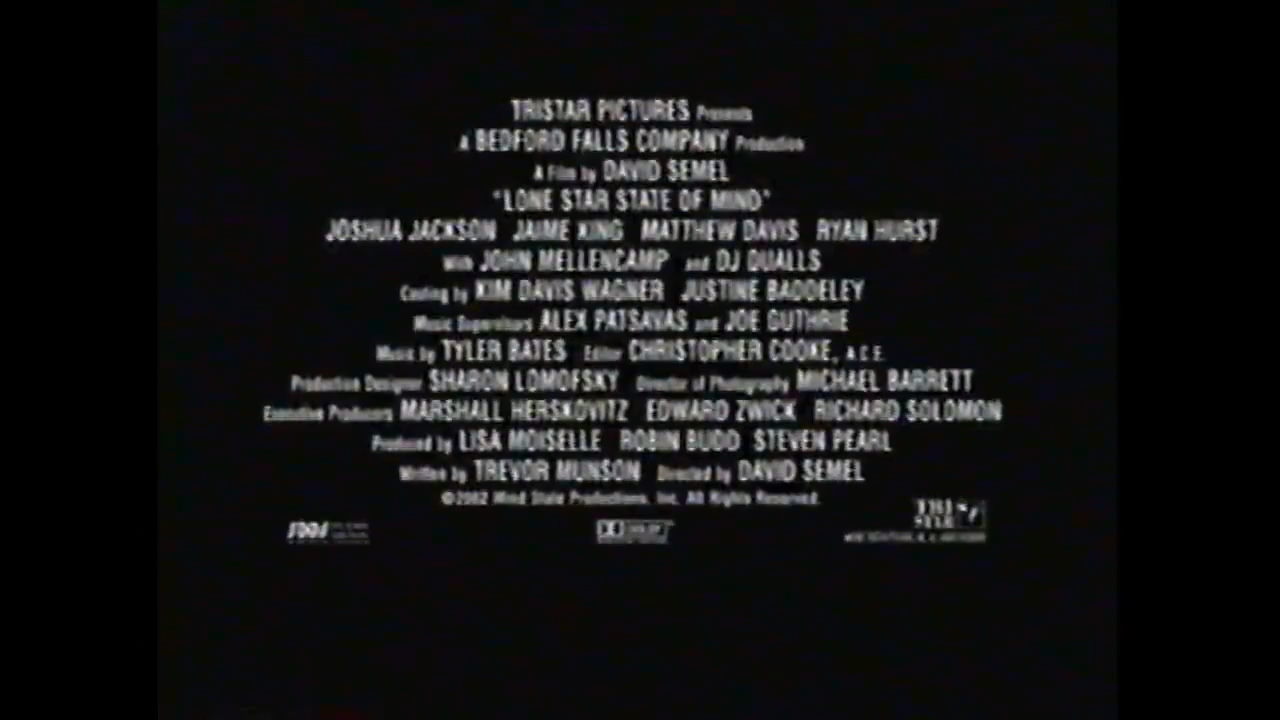 TRISTAR PICTURES Presents
A BEDFORD FALLS COMPANY Production
A Film by DAVID SEMEL
"LONE STAR STATE OF MIND"
JOSHUA JACKSON JAIME KING MATTHEW DAVIS RYAN HURST
with JOHN MELLENCAMP and DJ QUALLS
Casting by KIM DAVIS WAGNER JUSTINE BADDELEY
Music Supervisors ALEX PATSAVAS and JOE GUTHRIE
Music by TYLER BATES Editor CHRISTOPHER COOKE, A.C.E.
Production Designer SHARON LOMOFSKY Director of Photography MICHAEL BARRETT
Executive Producers MARSHALL HERSKOVITZ EDWARD ZWICK RICHARD SOLOMON
Produced by LISA MOISELLE ROBIN BUDD STEVEN PEARL
Written by TREVOR MUNSON Directed by DAVID SEMEL
©2002 Mind State Productions, Inc. All Rights Reserved.
SDDS
DOLBY
TRI STAR